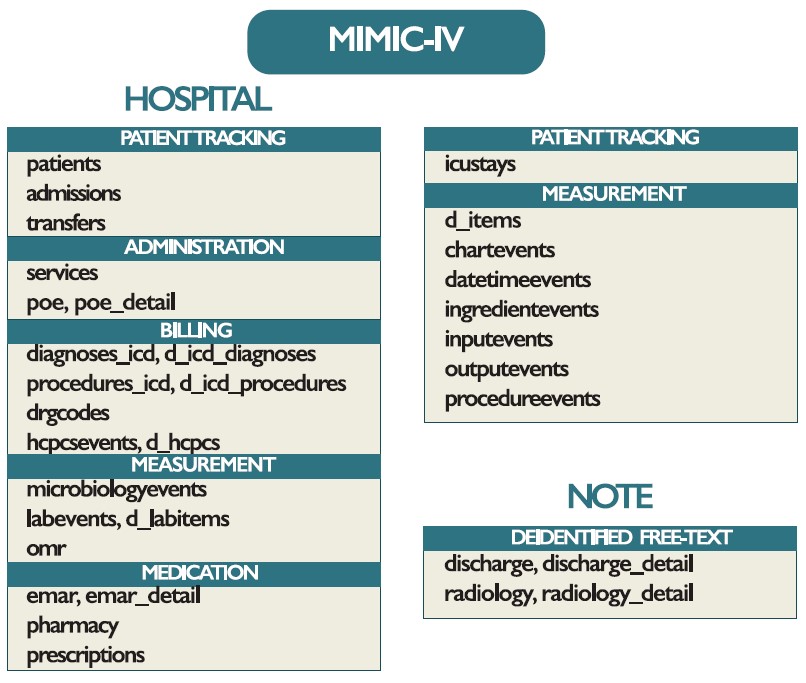 MIMIC-IV
HOSPITAL
PATIENT TRACKING
patients
admissions
transfers
ADMINISTRATION
services
poe, poe_detail
BILLING
diagnoses_icd, d_icd_diagnoses
procedures_icd, d_icd_procedures
drgcodes
hcpcsevents, d_hcpcs
MEASUREMENT
microbiologyevents
labevents, d_labitems
omr
MEDICATION
emar, emar_detail
pharmacy
prescriptions
PATIENT TRACKING
icustays
MEASUREMENT
d_items
chartevents
datetimeevents
ingredientevents
inputevents
outputevents
procedureevents
NOTE
DEIDENTIFIED FREE-TEXT
discharge, discharge_detail
radiology, radiology_detail